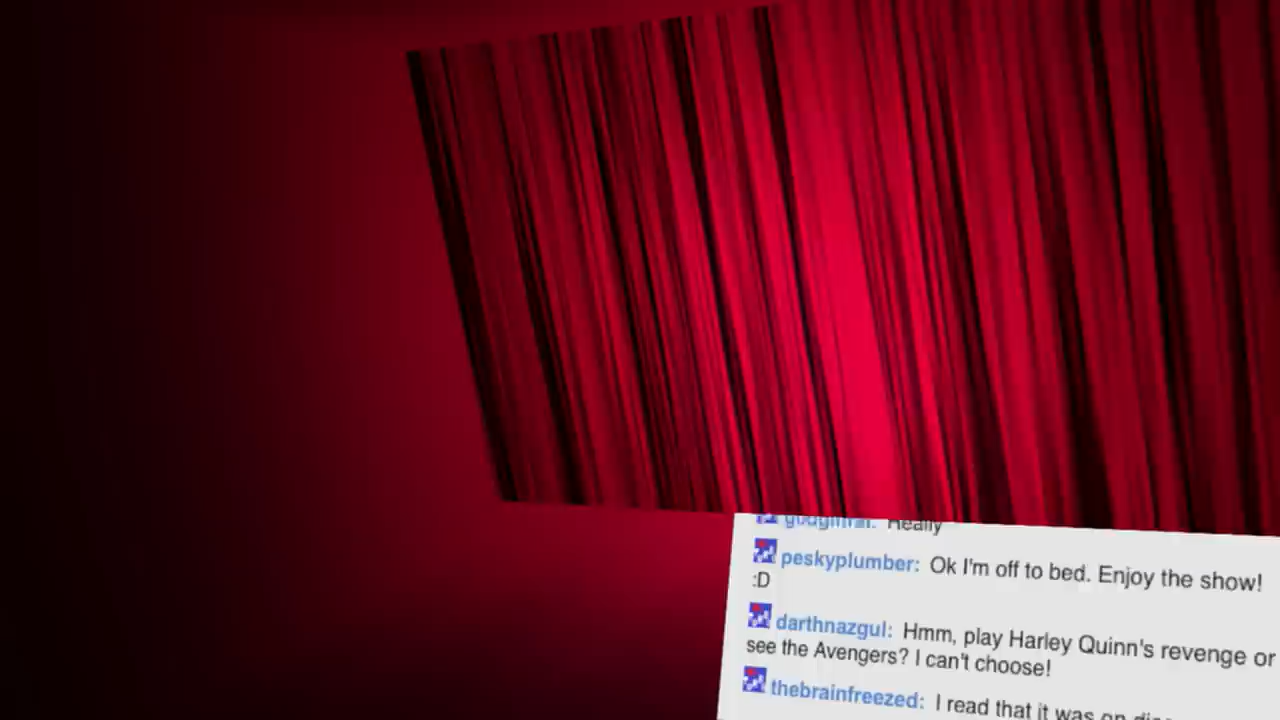 Really
peskyplumber: Ok I'm off to bed. Enjoy the show!
:D
darthnazgul: Hmm, play Harley Quinn's revenge or
see the Avengers? I can't choose!
thebrainfreezed: I read that it was on